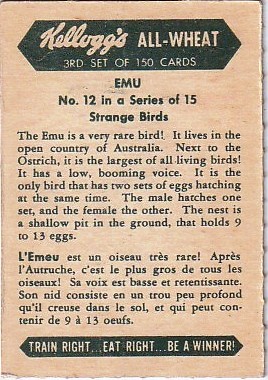 Kellogg's ALL-WHEAT
3RD SET OF 150 CARDS
EMU
No. 12 in a Series of 15
Strange Birds
The Emu is a very rare bird! It lives in the
open country of Australia. Next to the
Ostrich, it is the largest of all living birds!
It has a low, booming voice. It is the
only bird that has two sets of eggs hatching
at the same time. The male hatches one
set, and the female the other. The nest is
a shallow pit in the ground, that holds 9
to 13 eggs.
L'Emeu est un oiseau très rare! Après
l'Autruche, c'est le plus gros de tous les
oiseaux! Sa voix est basse et retentissante.
Son nid consiste en un trou peu profond
qu'il creuse dans le sol, et qui peut con-
tenir de 9 à 13 oeufs.
TRAIN RIGHT...EAT RIGHT...BE A WINNER!